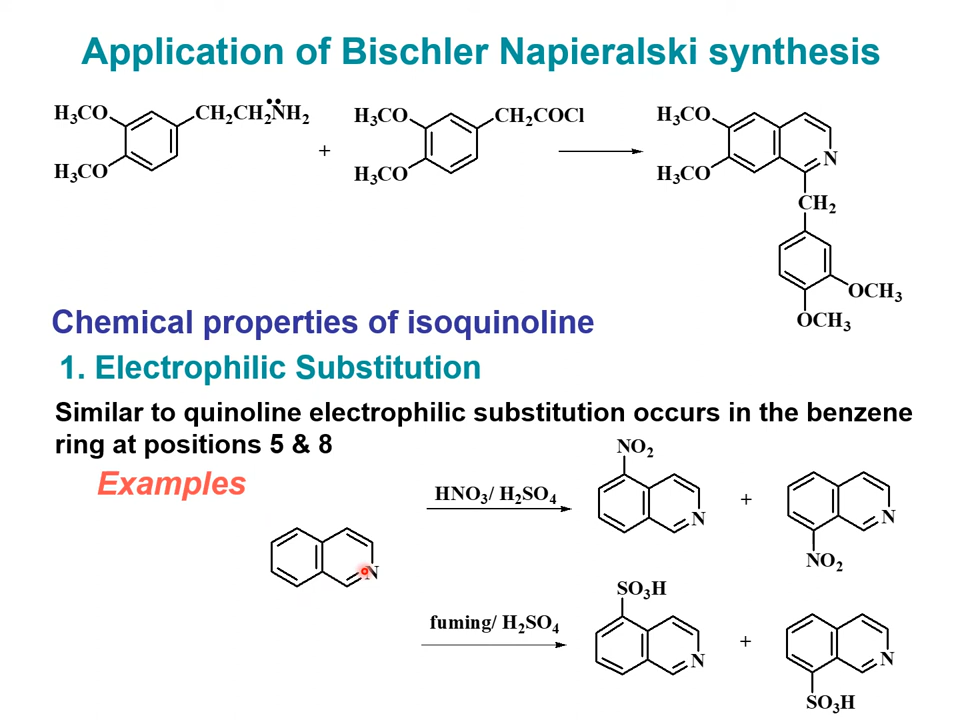 Application of Bischler Napieralski synthesis
H₃CO CH₂CH₂NH₂ H₃CO CH₂COCl H₃CO
+ N
H₃CO H₃CO H₃CO
CH₂
OCH₃
OCH₃
Chemical properties of isoquinoline
1. Electrophilic Substitution
Similar to quinoline electrophilic substitution occurs in the benzene
ring at positions 5 & 8
NO₂
Examples
HNO₃/ H₂SO₄ + N
N
NO₂
N
SO₃H
fuming/ H₂SO₄
+ N
N
SO₃H